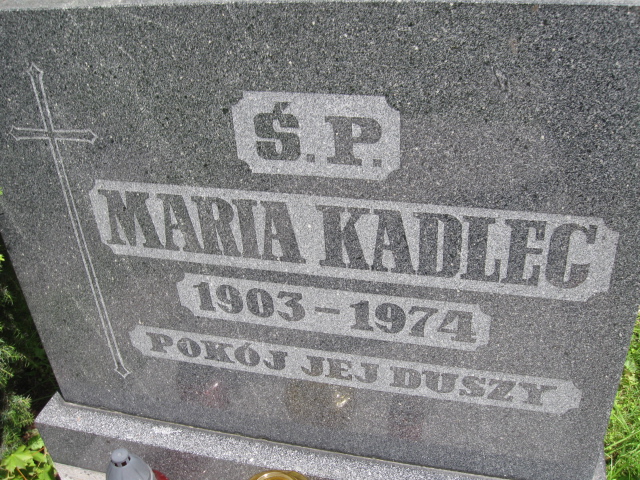 Ś.P.
MARIA KADLEC
1903-1974
POKÓJ JEJ DUSZY